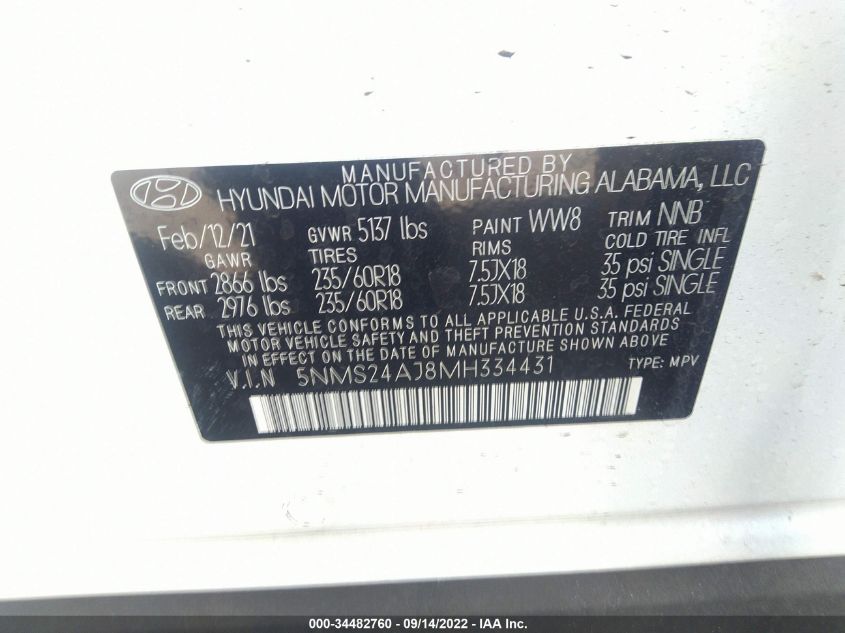 MANUFACTURED BY
HYUNDAI MOTOR MANUFACTURING ALABAMA, LLC
Feb/12/21 GVWR 5137 lbs PAINT WW8 TRIM NNB
GAWR TIRES RIMS COLD TIRE INFL
FRONT 2866 lbs 235/60R18 7.5JX18 35 psi SINGLE
REAR 2976 lbs 235/60R18 7.5JX18 35 psi SINGLE
THIS VEHICLE CONFORMS TO ALL APPLICABLE U.S.A. FEDERAL
MOTOR VEHICLE SAFETY AND THEFT PREVENTION STANDARDS
IN EFFECT ON THE DATE OF MANUFACTURE SHOWN ABOVE
V.I.N 5NMS24AJ8MH334431 TYPE: MPV
000-34482760 - 09/14/2022 - IAA Inc.